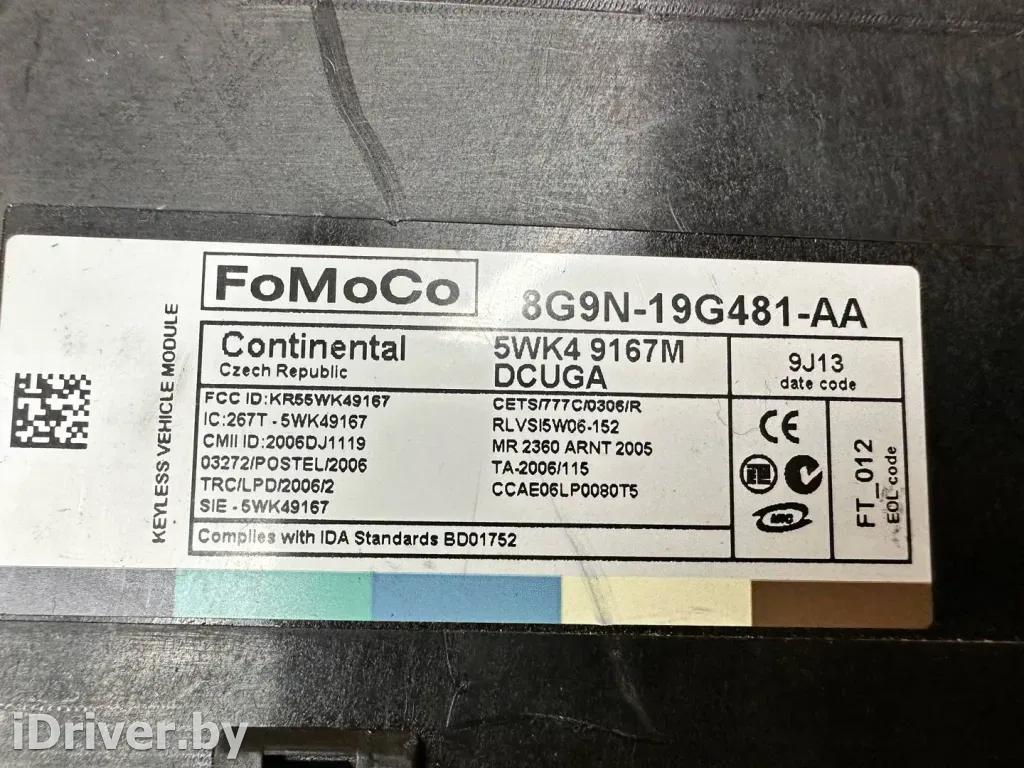 FoMoCo
8G9N-19G481-AA
KEYLESS VEHICLE MODULE
Continental
Czech Republic
5WK4 9167M
DCUGA
9J13
date code
FCC ID:KR55WK49167
IC:267T - 5WK49167
CMII ID:2006DJ1119
03272/POSTEL/2006
TRC/LPD/2006/2
SIE - 5WK49167
CETS/777C/0306/R
RLVSI5W06-152
MR 2360 ARNT 2005
TA-2006/115
CCAE06LP0080T5
CE
MIC
FT_012
EOL code
Complies with IDA Standards BD01752
iDriver.by